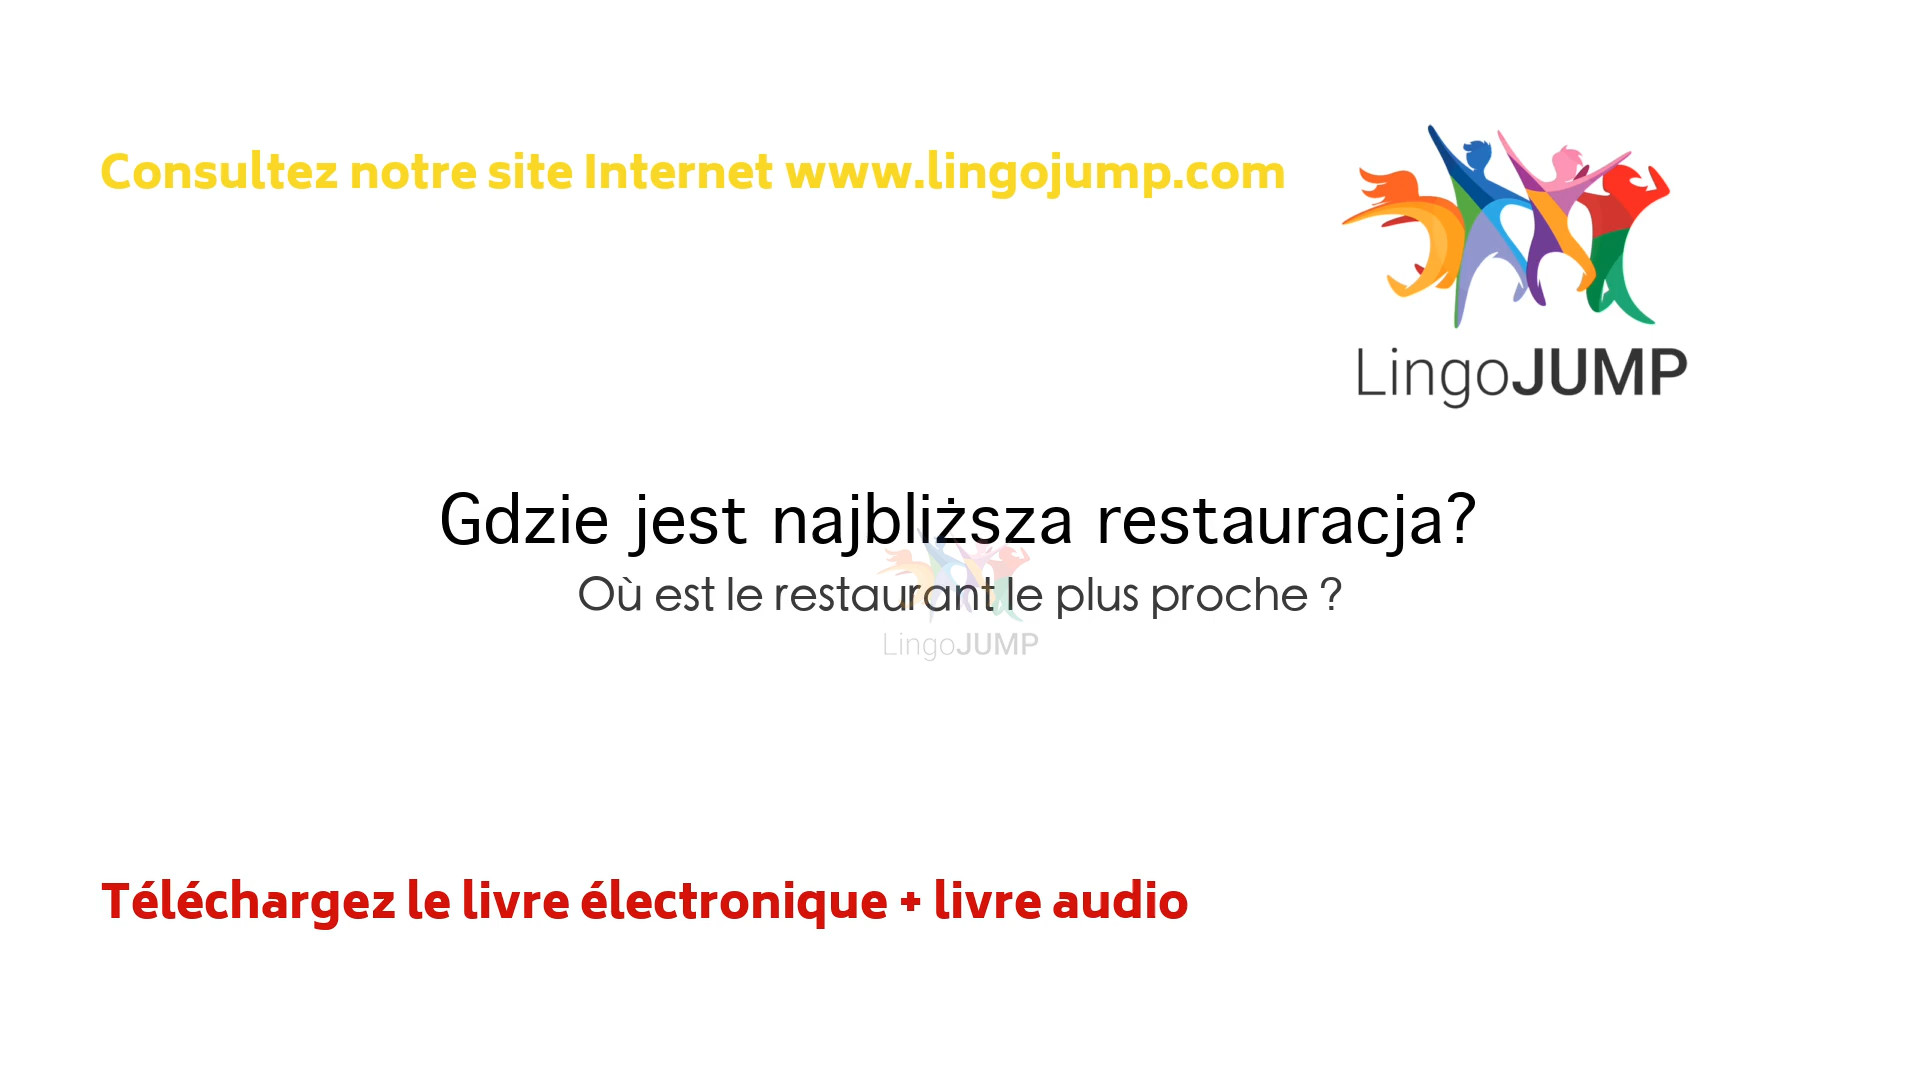 Consultez notre site Internet www.lingojump.com
LingoJUMP
Gdzie jest najbliższa restauracja?
Où est le restaurant le plus proche ?
LingoJUMP
Téléchargez le livre électronique + livre audio